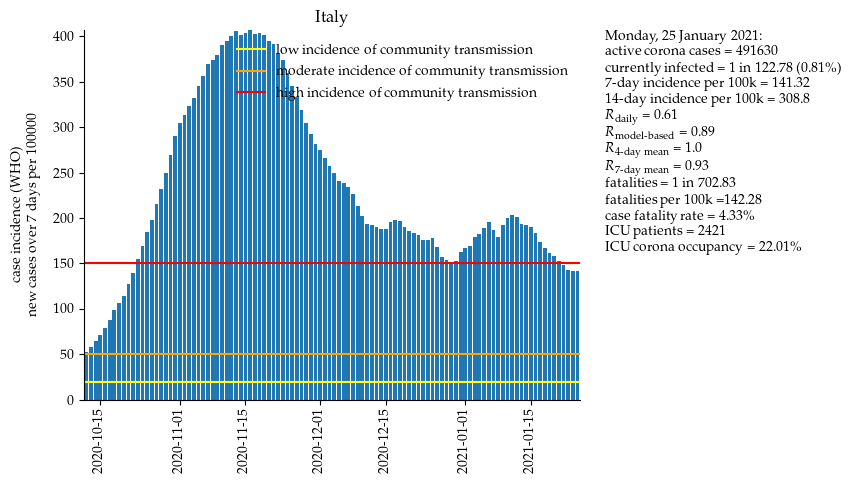 Italy
case incidence (WHO)
new cases over 7 days per 100000
400
350
300
250
200
150
100
50
0
low incidence of community transmission
moderate incidence of community transmission
high incidence of community transmission
2020-10-15
2020-11-01
2020-11-15
2020-12-01
2020-12-15
2021-01-01
2021-01-15
Monday, 25 January 2021:
active corona cases = 491630
currently infected = 1 in 122.78 (0.81%)
7-day incidence per 100k = 141.32
14-day incidence per 100k = 308.8
R daily = 0.61
R model-based = 0.89
R 4-day mean = 1.0
R 7-day mean = 0.93
fatalities = 1 in 702.83
fatalities per 100k =142.28
case fatality rate = 4.33%
ICU patients = 2421
ICU corona occupancy = 22.01%